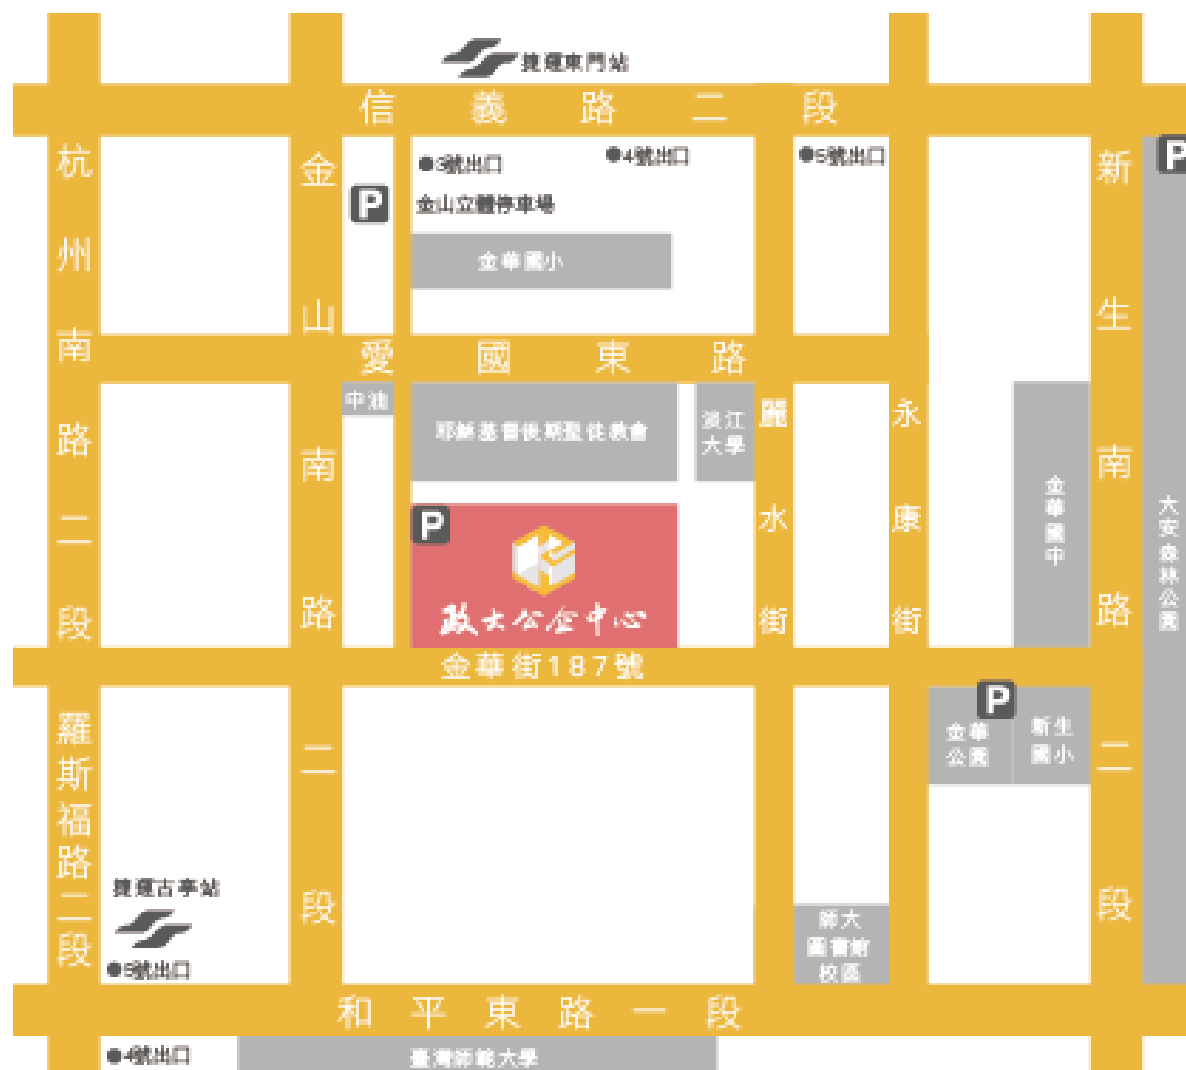 捷運東門站
信義路二段
3號出口
4號出口
5號出口
P
P
金山立體停車場
金華國小
杭州南路二段
金山南路二段
新生南路二段
愛國東路
中油
耶穌基督後期聖徒教會
淡江
大學
麗水街
永康街
金華國中
大安森林公園
P
政大公企中心
金華街187號
P
金華
公園
新生
國小
羅斯福路二段
捷運古亭站
師大
圖書館
校區
出口
和平東路一段
4號出口
臺灣師範大學